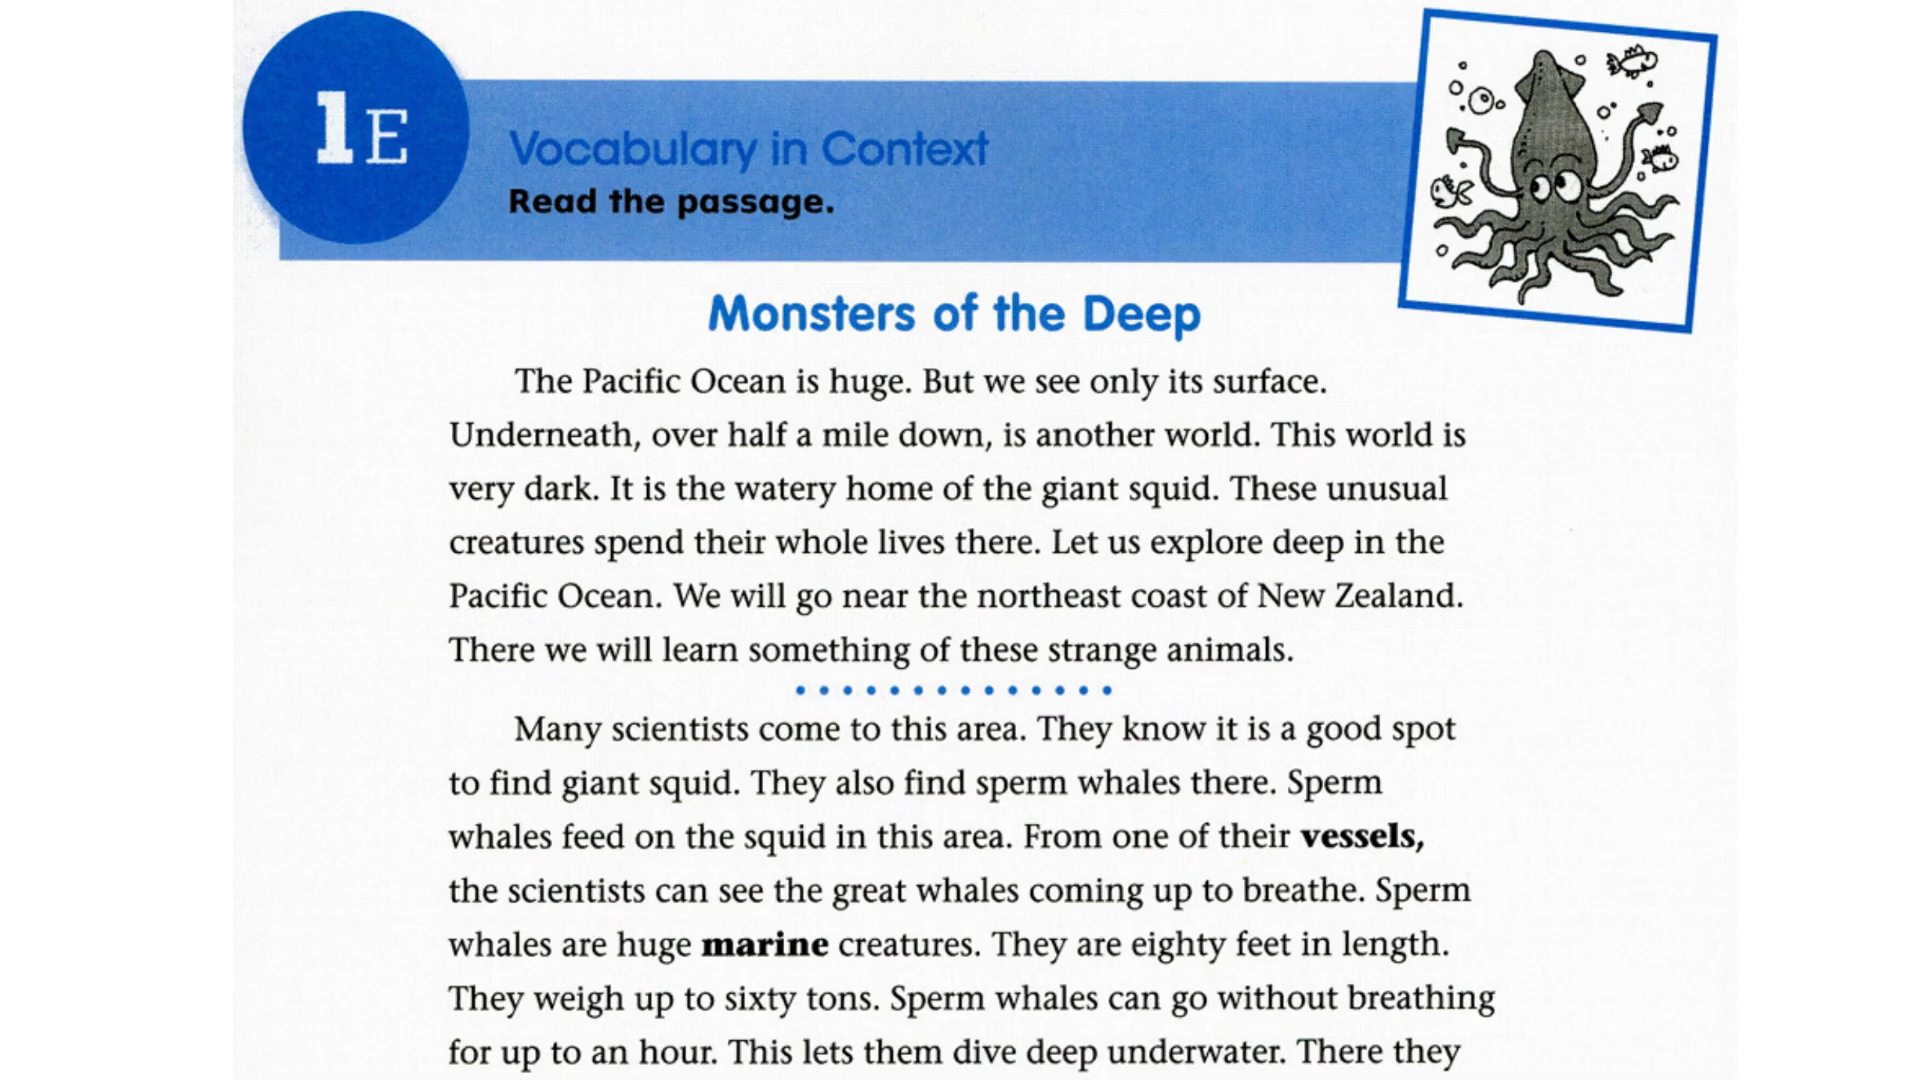 1E
Vocabulary in Context
Read the passage.
Monsters of the Deep
The Pacific Ocean is huge. But we see only its surface.
Underneath, over half a mile down, is another world. This world is
very dark. It is the watery home of the giant squid. These unusual
creatures spend their whole lives there. Let us explore deep in the
Pacific Ocean. We will go near the northeast coast of New Zealand.
There we will learn something of these strange animals.
Many scientists come to this area. They know it is a good spot
to find giant squid. They also find sperm whales there. Sperm
whales feed on the squid in this area. From one of their vessels,
the scientists can see the great whales coming up to breathe. Sperm
whales are huge marine creatures. They are eighty feet in length.
They weigh up to sixty tons. Sperm whales can go without breathing
for up to an hour. This lets them dive deep underwater. There they